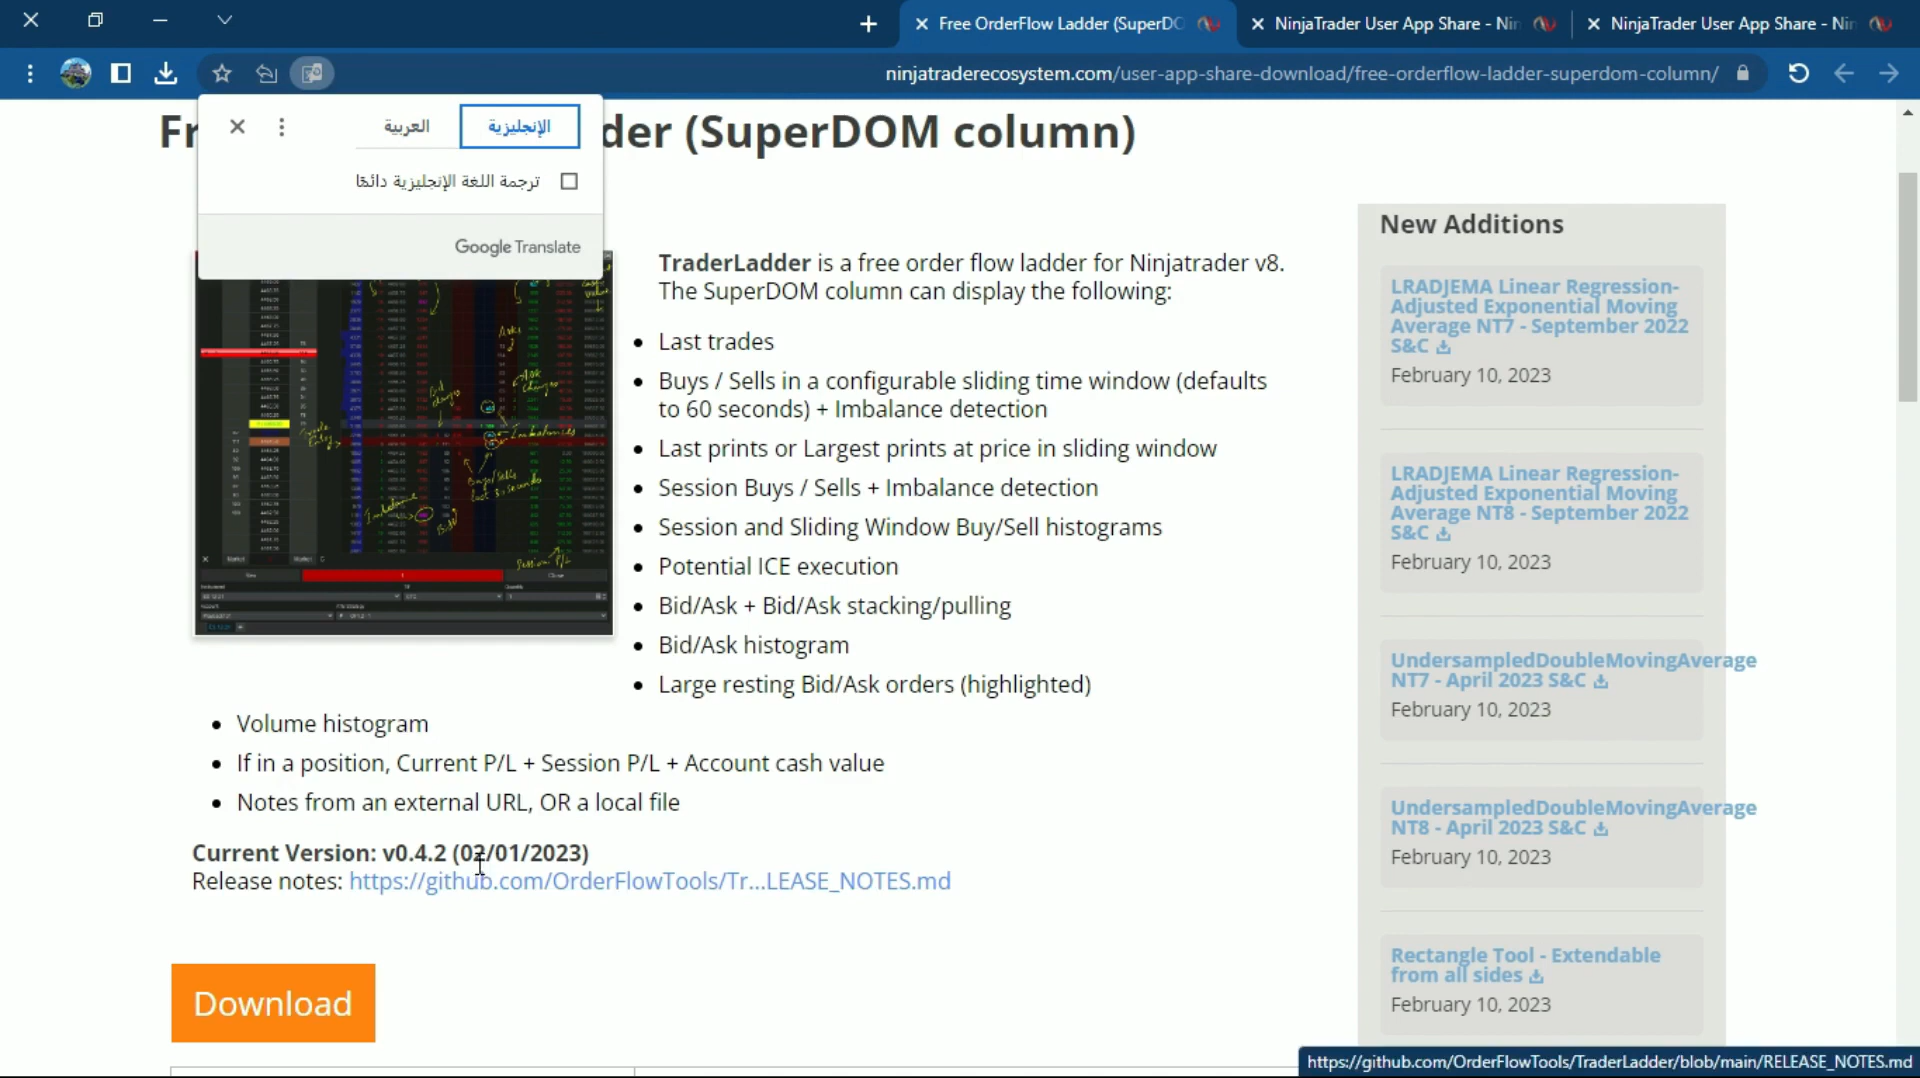 Free OrderFlow Ladder (SuperDO
NinjaTrader User App Share - Nin
NinjaTrader User App Share - Nin
ninjatraderecosystem.com/user-app-share-download/free-orderflow-ladder-superdom-column/
الإنجليزية
العربية
ترجمة اللغة الإنجليزية دائمًا
Google Translate
Fr
der (SuperDOM column)
TraderLadder is a free order flow ladder for Ninjatrader v8.
The SuperDOM column can display the following:
Last trades
Buys / Sells in a configurable sliding time window (defaults
to 60 seconds) + Imbalance detection
Last prints or Largest prints at price in sliding window
Session Buys / Sells + Imbalance detection
Session and Sliding Window Buy/Sell histograms
Potential ICE execution
Bid/Ask + Bid/Ask stacking/pulling
Bid/Ask histogram
Large resting Bid/Ask orders (highlighted)
Volume histogram
If in a position, Current P/L + Session P/L + Account cash value
Notes from an external URL, OR a local file
Current Version: v0.4.2 (02/01/2023)
Release notes: https://github.com/OrderFlowTools/Tr...LEASE_NOTES.md
Download
New Additions
LRADJEMA Linear Regression-
Adjusted Exponential Moving
Average NT7 - September 2022
S&C
February 10, 2023
LRADJEMA Linear Regression-
Adjusted Exponential Moving
Average NT8 - September 2022
S&C
February 10, 2023
UndersampledDoubleMovingAverage
NT7 - April 2023 S&C
February 10, 2023
UndersampledDoubleMovingAverage
NT8 - April 2023 S&C
February 10, 2023
Rectangle Tool - Extendable
from all sides
February 10, 2023
https://github.com/OrderFlowTools/TraderLadder/blob/main/RELEASE_NOTES.md